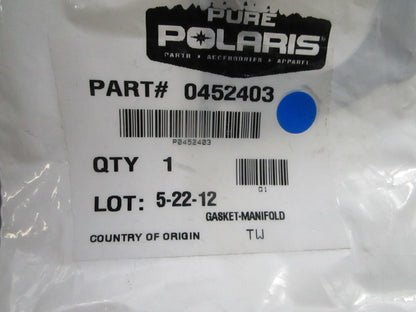 PURE
POLARIS
PARTS • ACCESSORIES • APPAREL
PART# 0452403
P0452403
QTY 1
Q1
LOT: 5-22-12
GASKET-MANIFOLD
COUNTRY OF ORIGIN TW